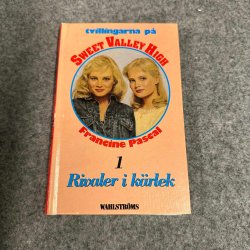 tvillingarna på
SWEET VALLEY HIGH
Francine Pascal
1
Rivaler i kärlek
WAHLSTRÖMS